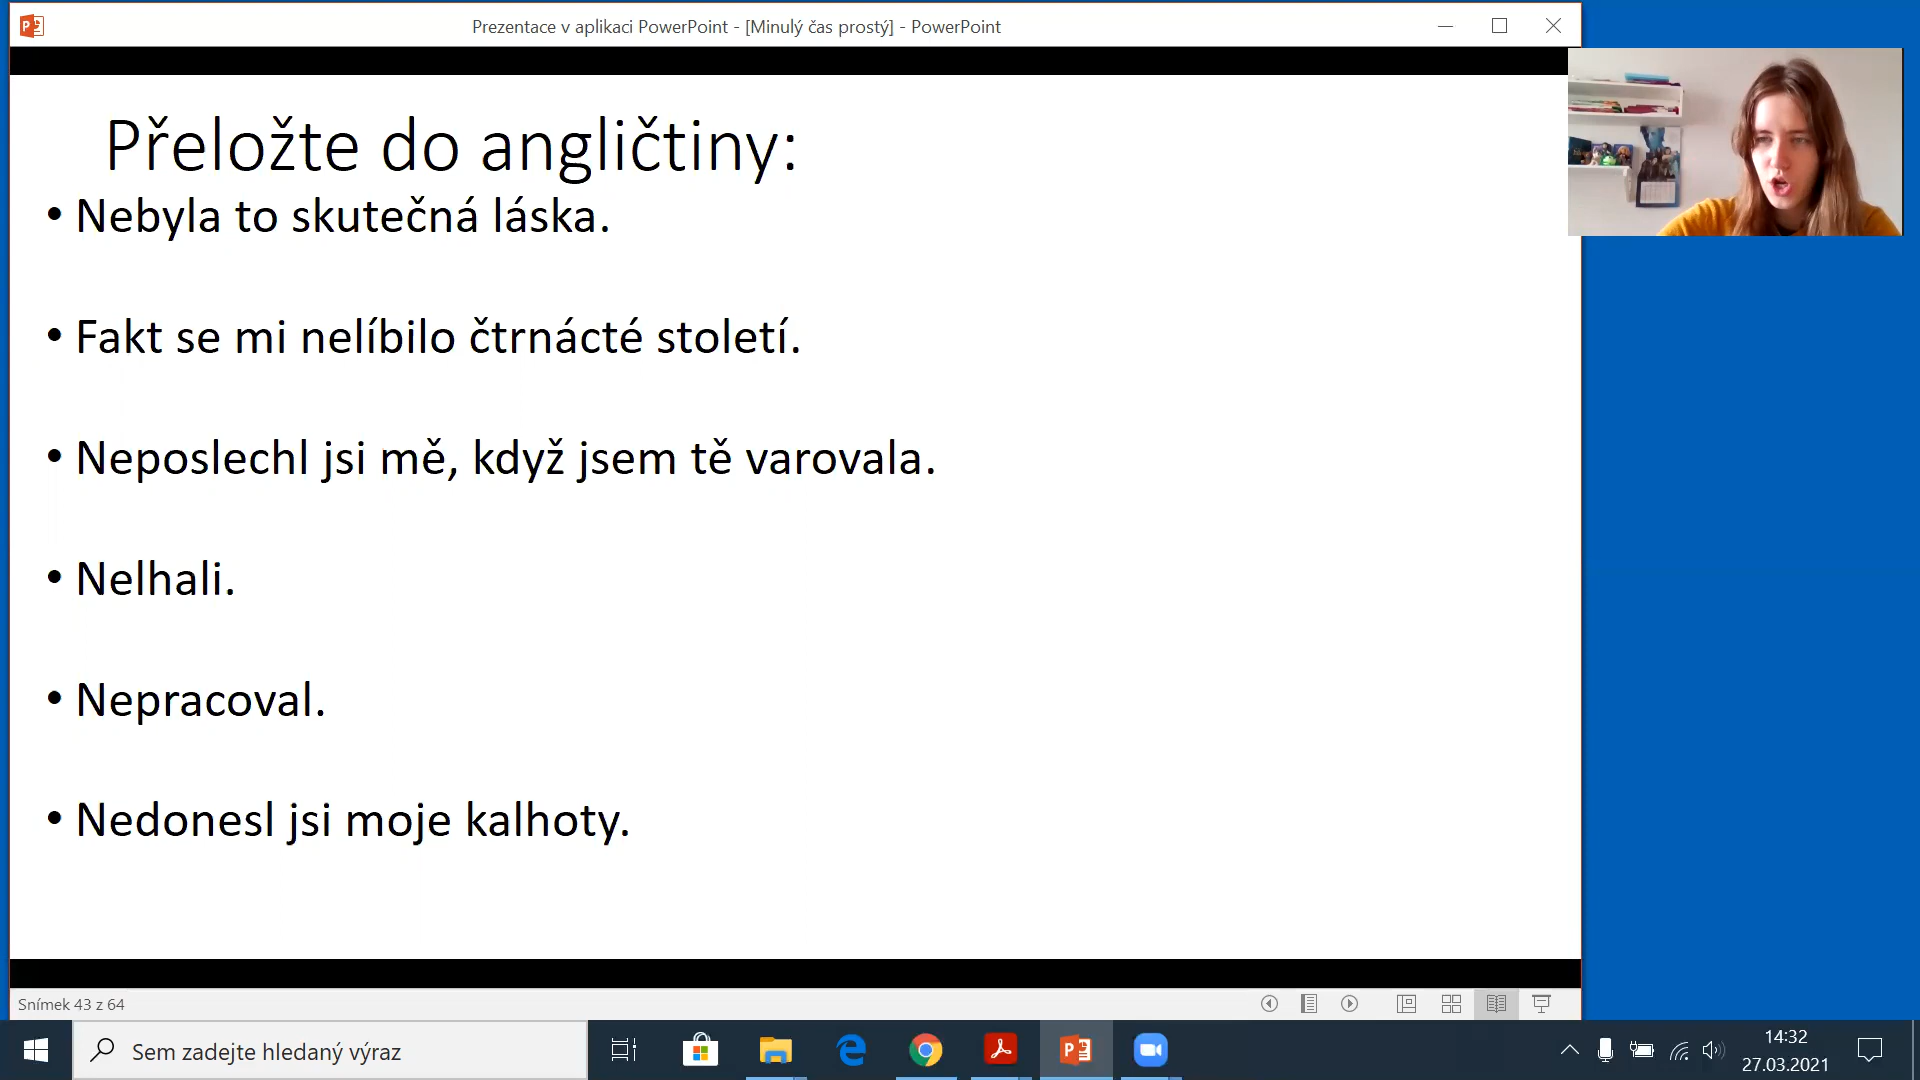 Prezentace v aplikaci PowerPoint - [Minulý čas prostý] - PowerPoint
Přeložte do angličtiny:
• Nebyla to skutečná láska.
• Fakt se mi nelíbilo čtrnácté století.
• Neposlechl jsi mě, když jsem tě varovala.
• Nelhali.
• Nepracoval.
• Nedonesl jsi moje kalhoty.
Snímek 43 z 64
Sem zadejte hledaný výraz
14:32
27.03.2021